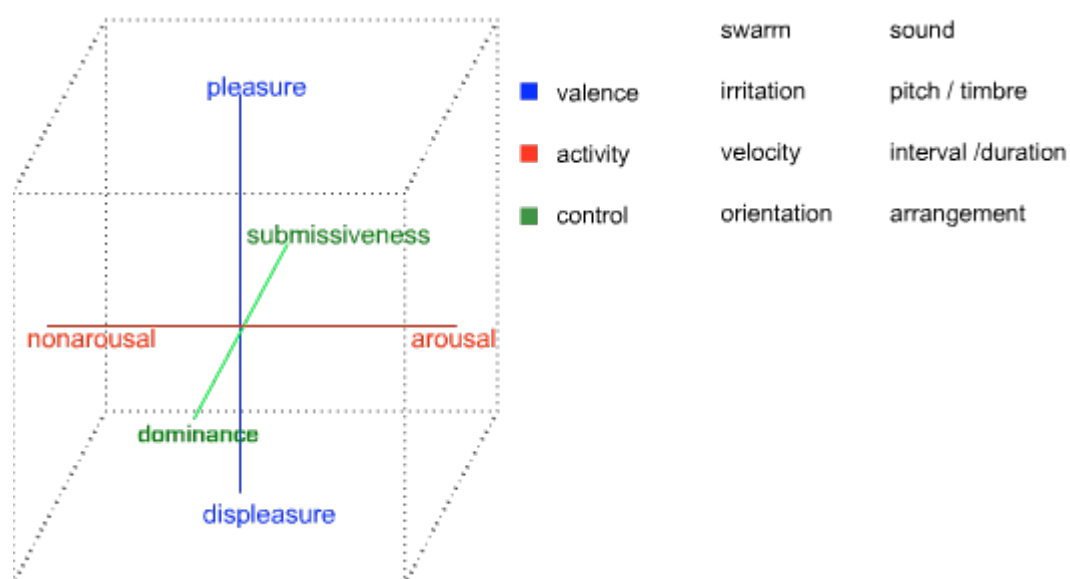 swarm sound
pleasure
valence irritation pitch / timbre
activity velocity interval /duration
control orientation arrangement
submissiveness
nonarousal arousal
dominance
displeasure